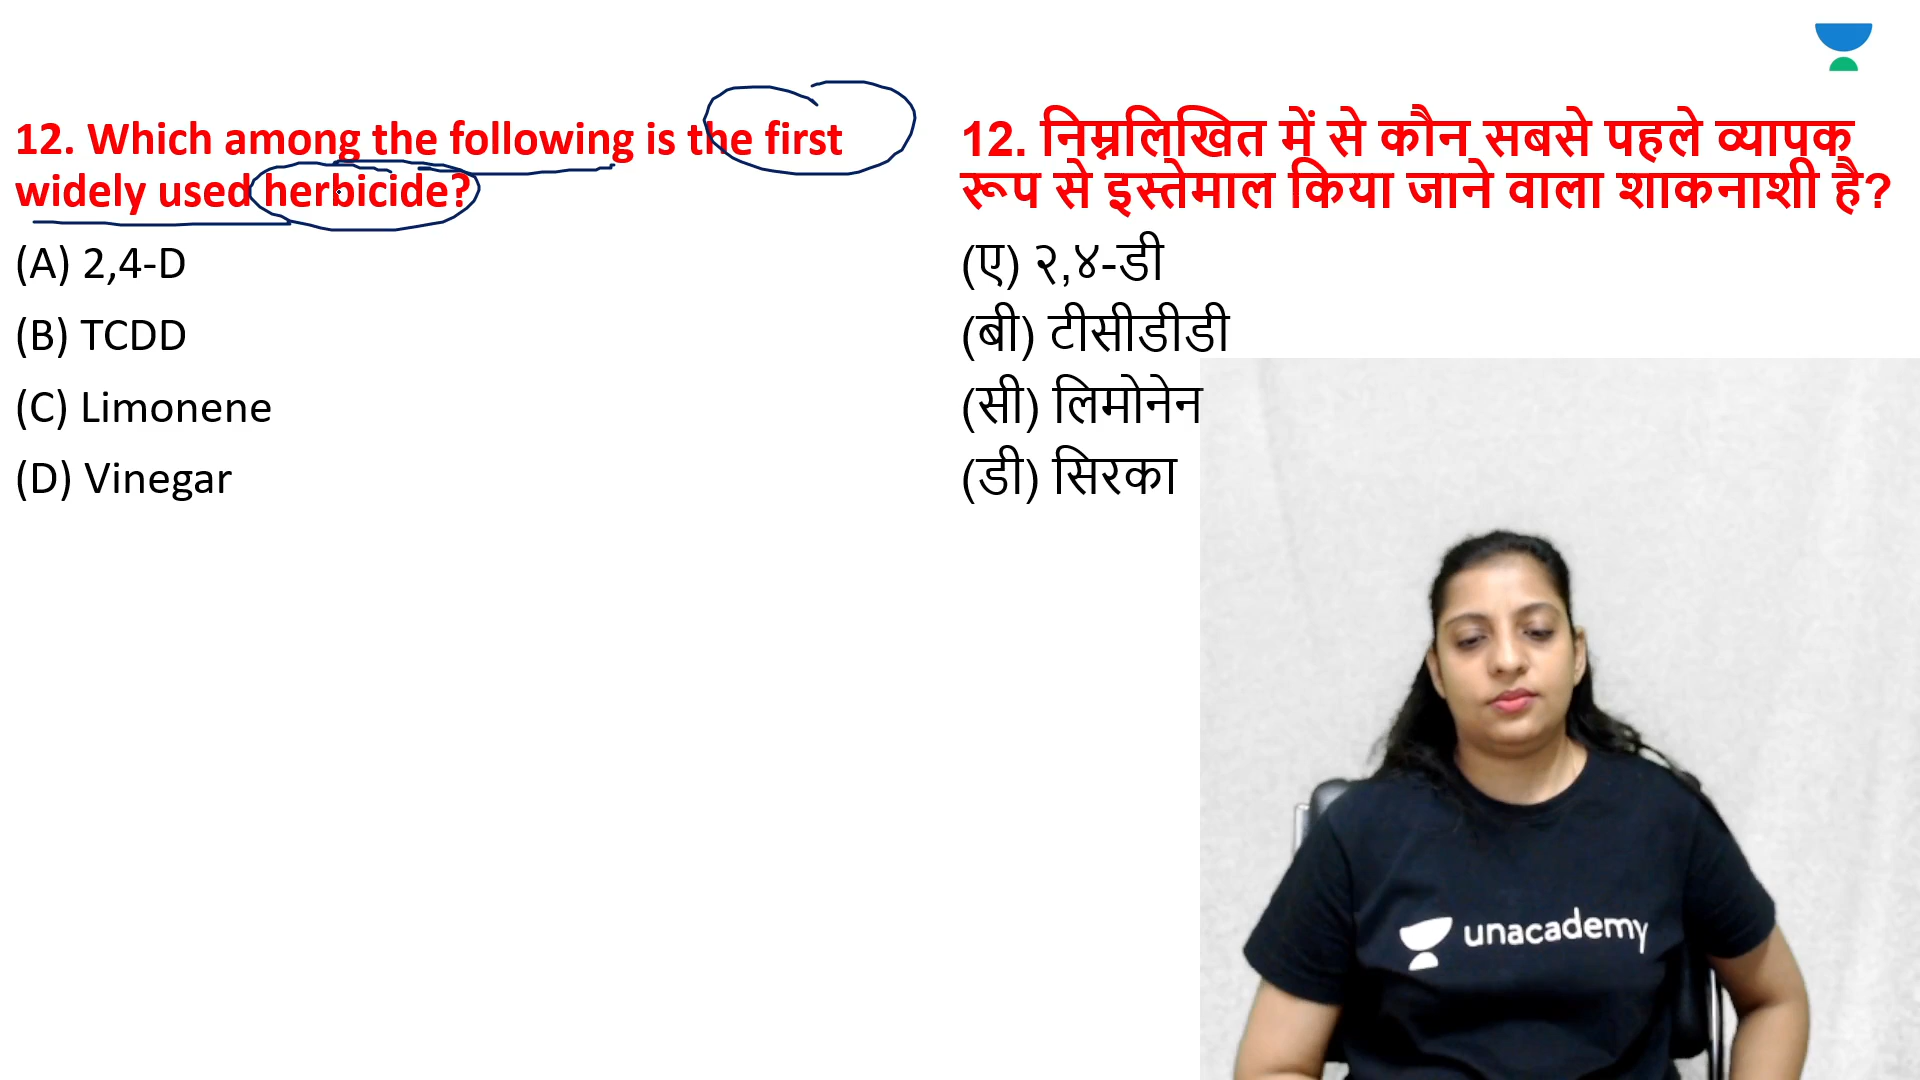 12. Which among the following is the first
widely used herbicide?
(A) 2,4-D
(B) TCDD
(C) Limonene
(D) Vinegar
12. निम्नलिखित में से कौन सबसे पहले व्यापक
रूप से इस्तेमाल किया जाने वाला शाकनाशी है?
(ए) २,४-डी
(बी) टीसीडीडी
(सी) लिमोनेन
(डी) सिरका
unacademy